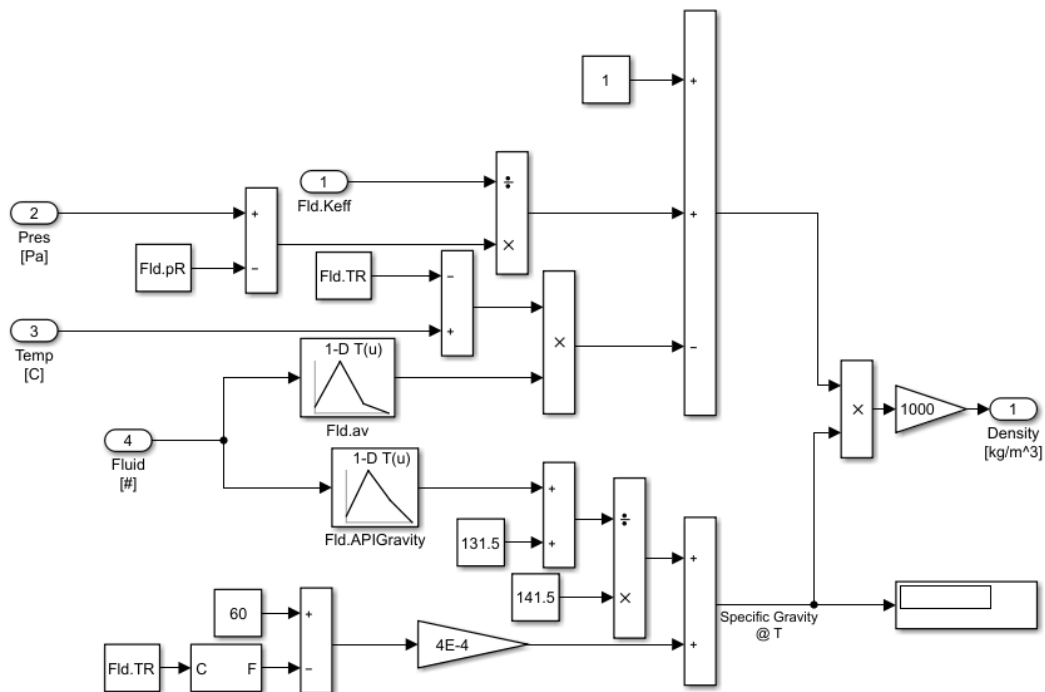 1
+
1
Fld.Keff
÷
×
+
2
Pres
[Pa]
+
−
Fld.pR
Fld.TR
−
+
×
−
3
Temp
[C]
1-D T(u)
Fld.av
4
Fluid
[#]
1-D T(u)
Fld.APIGravity
×
1000
1
Density
[kg/m^3]
+
+
131.5
÷
×
141.5
+
+
Specific Gravity
@ T
60
+
−
4E-4
Fld.TR
C F